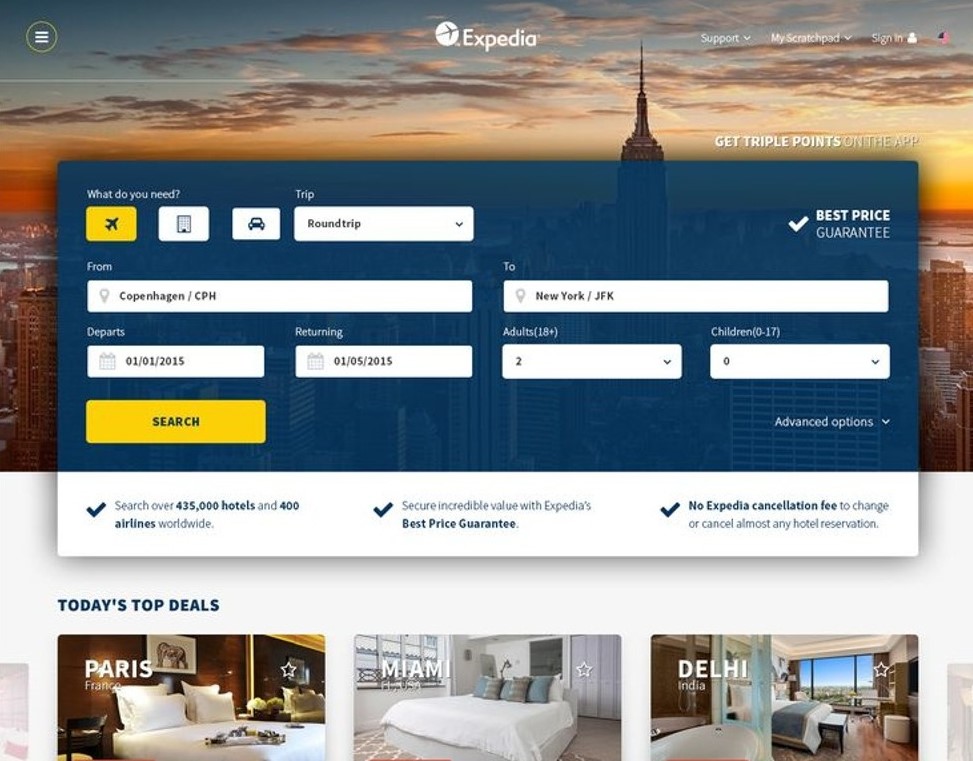 Expedia
Support
My Scratchpad
Sign In
GET TRIPLE POINTS ON THE APP
What do you need?
Trip
Roundtrip
BEST PRICE
GUARANTEE
From
To
Copenhagen / CPH
New York / JFK
Departs
Returning
Adults(18+)
Children(0-17)
01/01/2015
01/05/2015
2
0
SEARCH
Advanced options
Search over 435,000 hotels and 400
airlines worldwide.
Secure incredible value with Expedia's
Best Price Guarantee.
No Expedia cancellation fee to change
or cancel almost any hotel reservation.
TODAY'S TOP DEALS
PARIS
France
MIAMI
FL, USA
DELHI
India